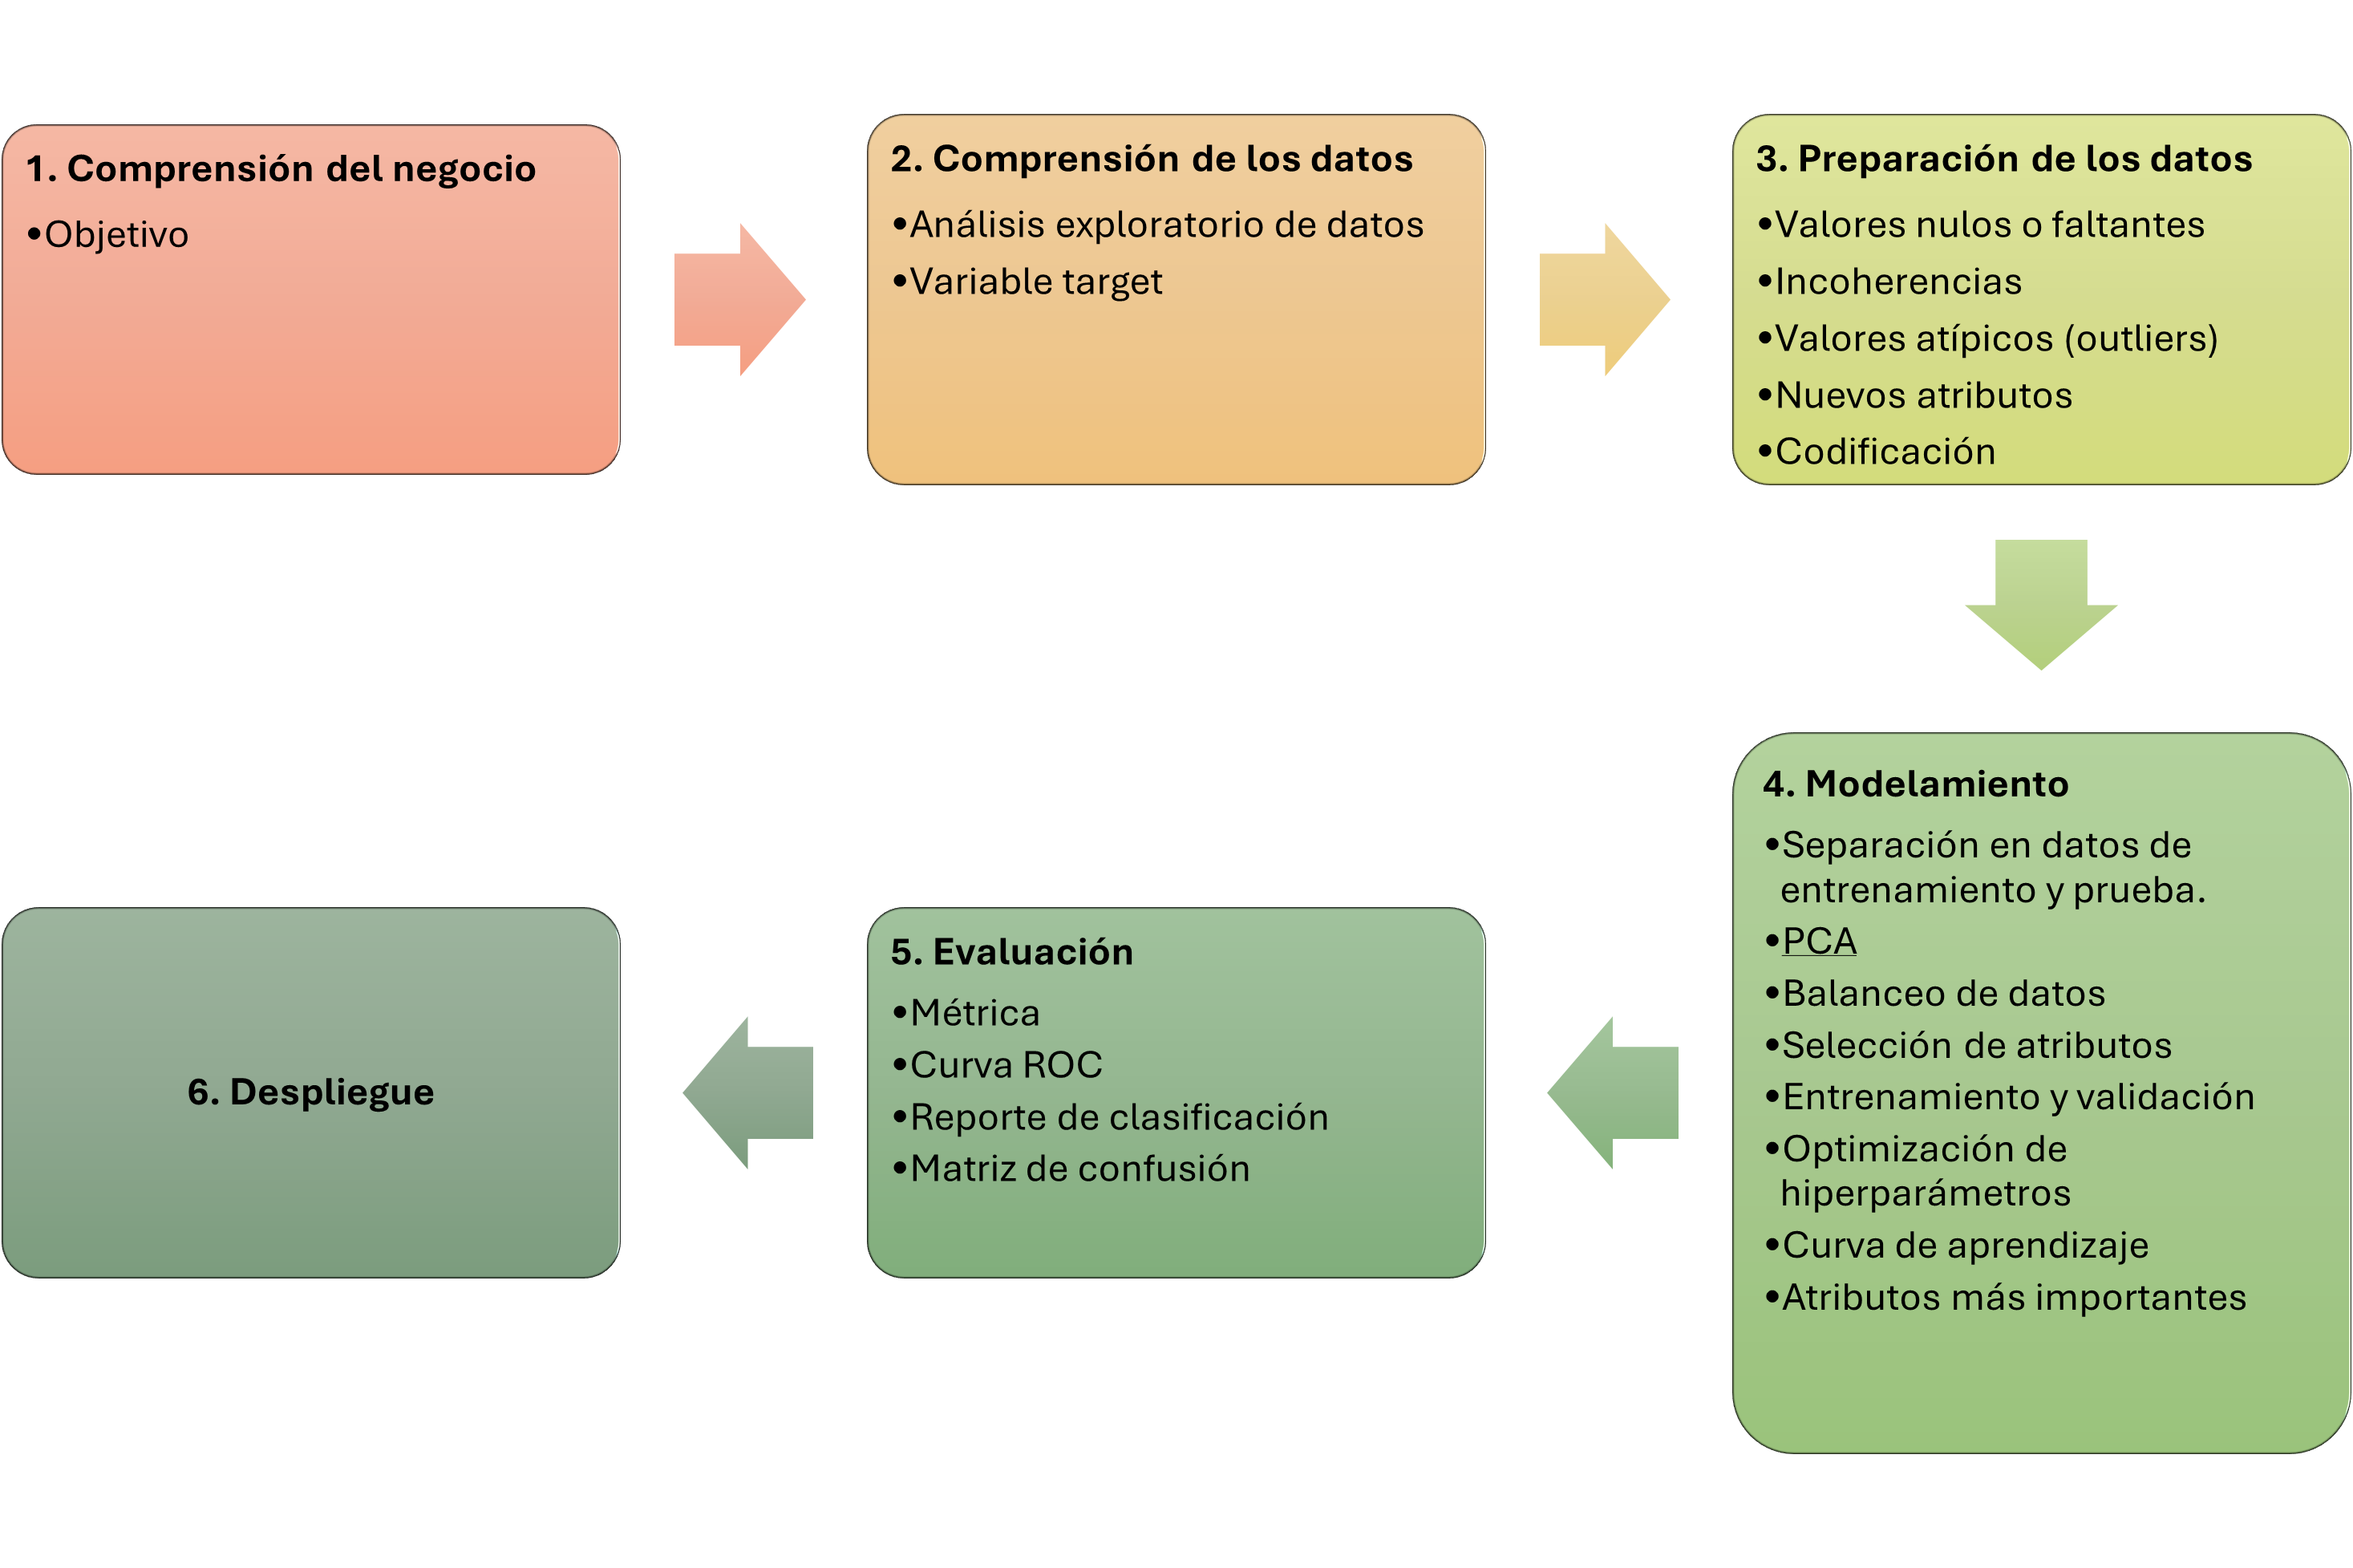 1. Comprensión del negocio
•Objetivo
2. Comprensión de los datos
•Análisis exploratorio de datos
•Variable target
3. Preparación de los datos
•Valores nulos o faltantes
•Incoherencias
•Valores atípicos (outliers)
•Nuevos atributos
•Codificación
4. Modelamiento
•Separación en datos de
entrenamiento y prueba.
•PCA
•Balanceo de datos
•Selección de atributos
•Entrenamiento y validación
•Optimización de
hiperparámetros
•Curva de aprendizaje
•Atributos más importantes
5. Evaluación
•Métrica
•Curva ROC
•Reporte de clasificación
•Matriz de confusión
6. Despliegue